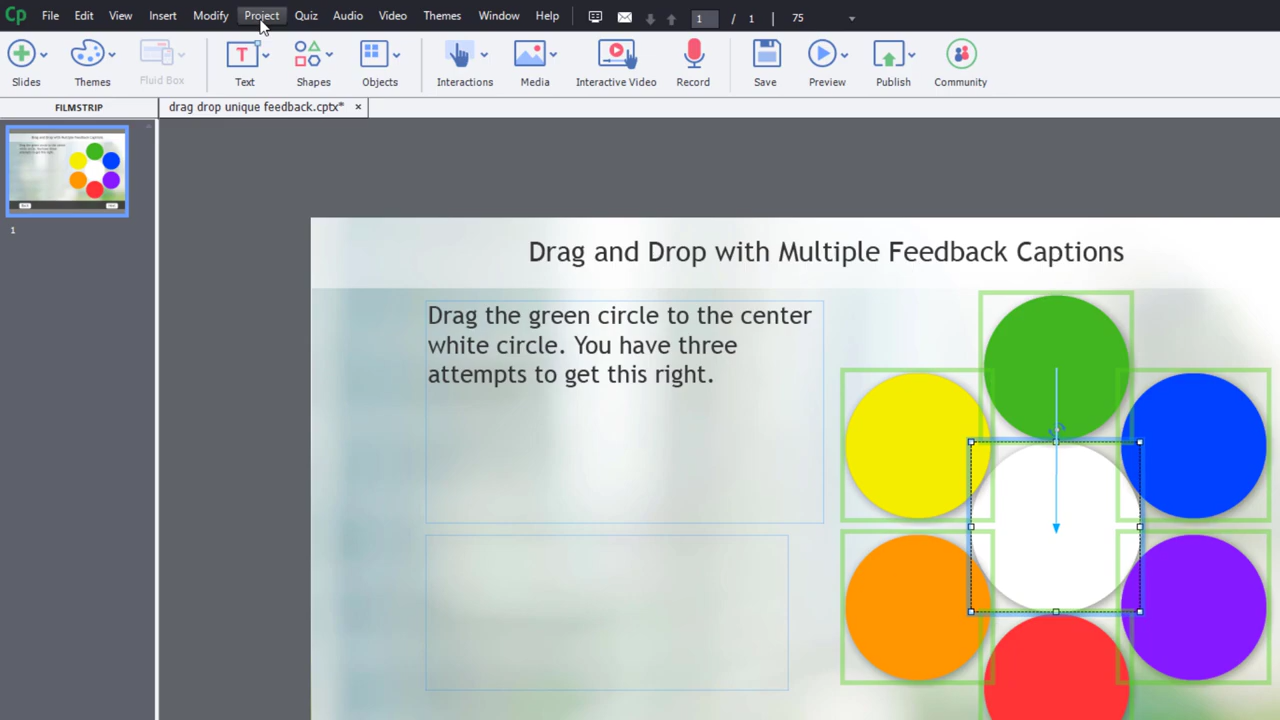 Cp File Edit View Insert Modify Project Quiz Audio Video Themes Window Help 1 / 1 75
Slides Themes Fluid Box Text Shapes Objects Interactions Media Interactive Video Record Save Preview Publish Community
FILMSTRIP drag drop unique feedback.cptx* ×
1
Drag and Drop with Multiple Feedback Captions
Drag the green circle to the center
white circle. You have three
attempts to get this right.